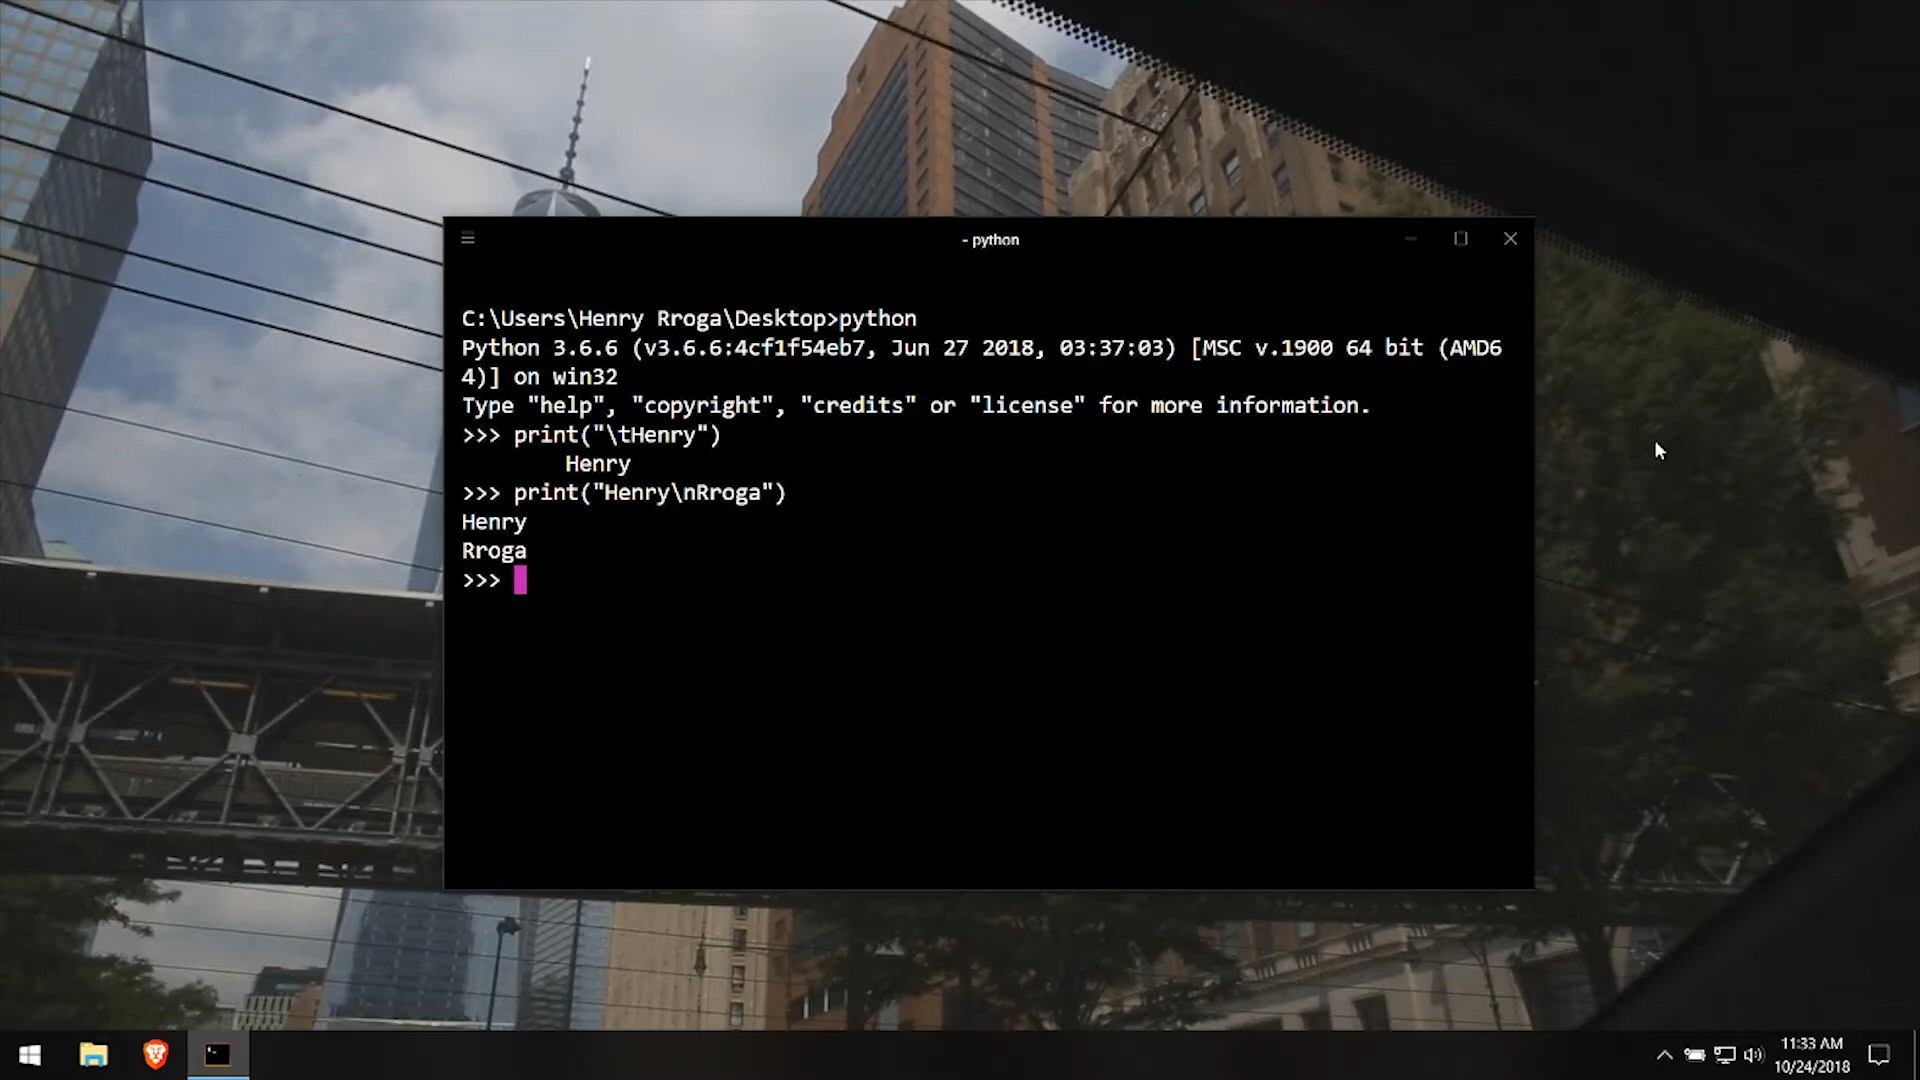 - python
C:\Users\Henry Rroga\Desktop>python
Python 3.6.6 (v3.6.6:4cf1f54eb7, Jun 27 2018, 03:37:03) [MSC v.1900 64 bit (AMD6
4)] on win32
Type "help", "copyright", "credits" or "license" for more information.
>>> print("\tHenry")
        Henry
>>> print("Henry\nRroga")
Henry
Rroga
>>>
11:33 AM
10/24/2018